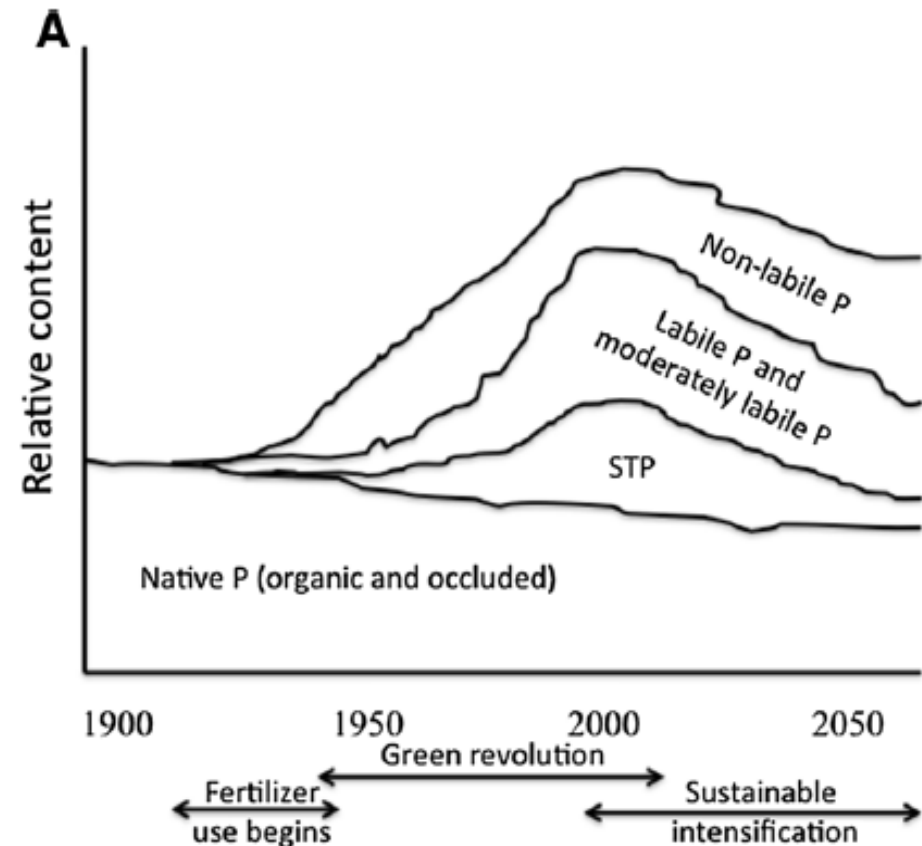 A
Relative content
Non-labile P
Labile P and
moderately labile P
STP
Native P (organic and occluded)
1900 1950 2000 2050
Green revolution
Fertilizer
use begins
Sustainable
intensification